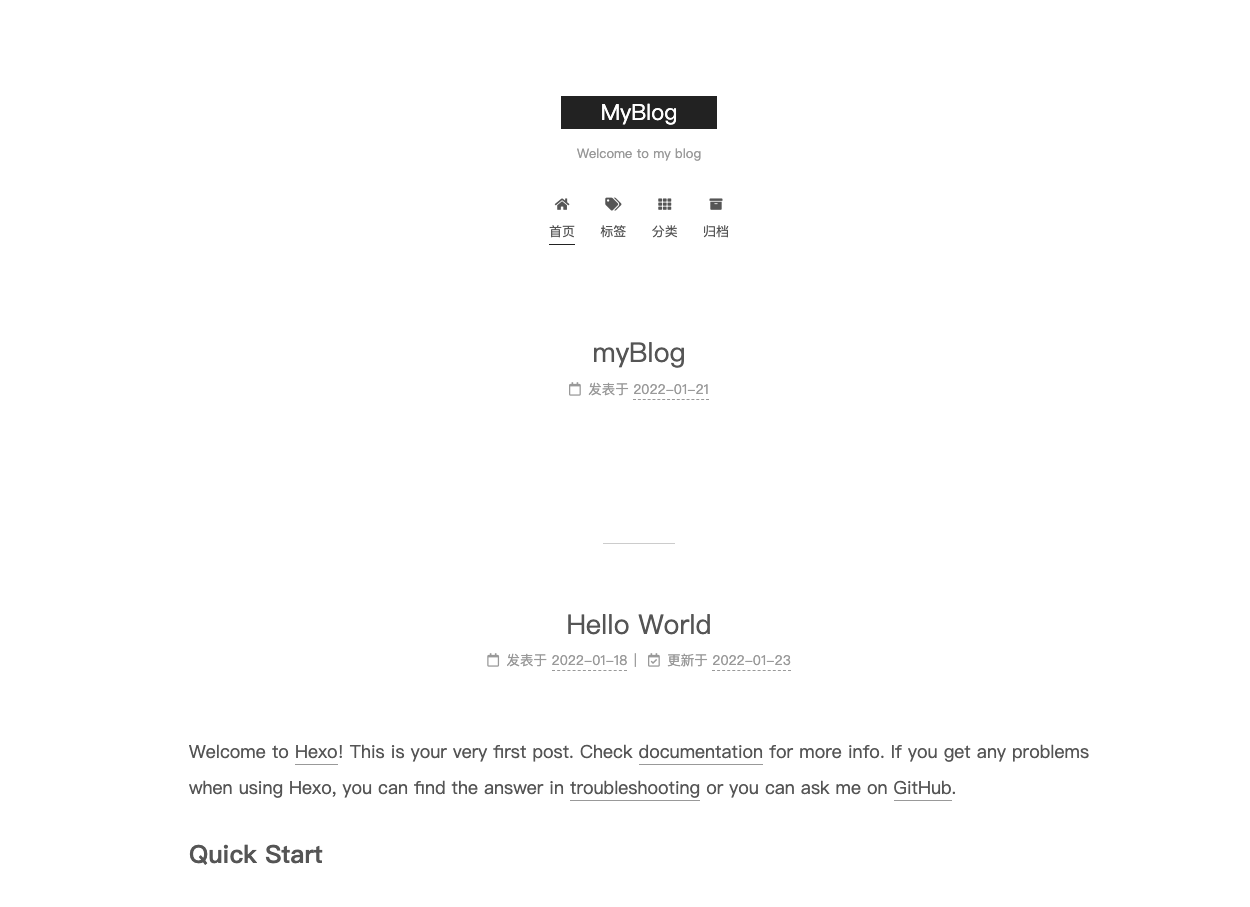 MyBlog
Welcome to my blog
首页 标签 分类 归档
myBlog
发表于 2022-01-21
Hello World
发表于 2022-01-18 | 更新于 2022-01-23
Welcome to Hexo! This is your very first post. Check documentation for more info. If you get any problems
when using Hexo, you can find the answer in troubleshooting or you can ask me on GitHub.
Quick Start